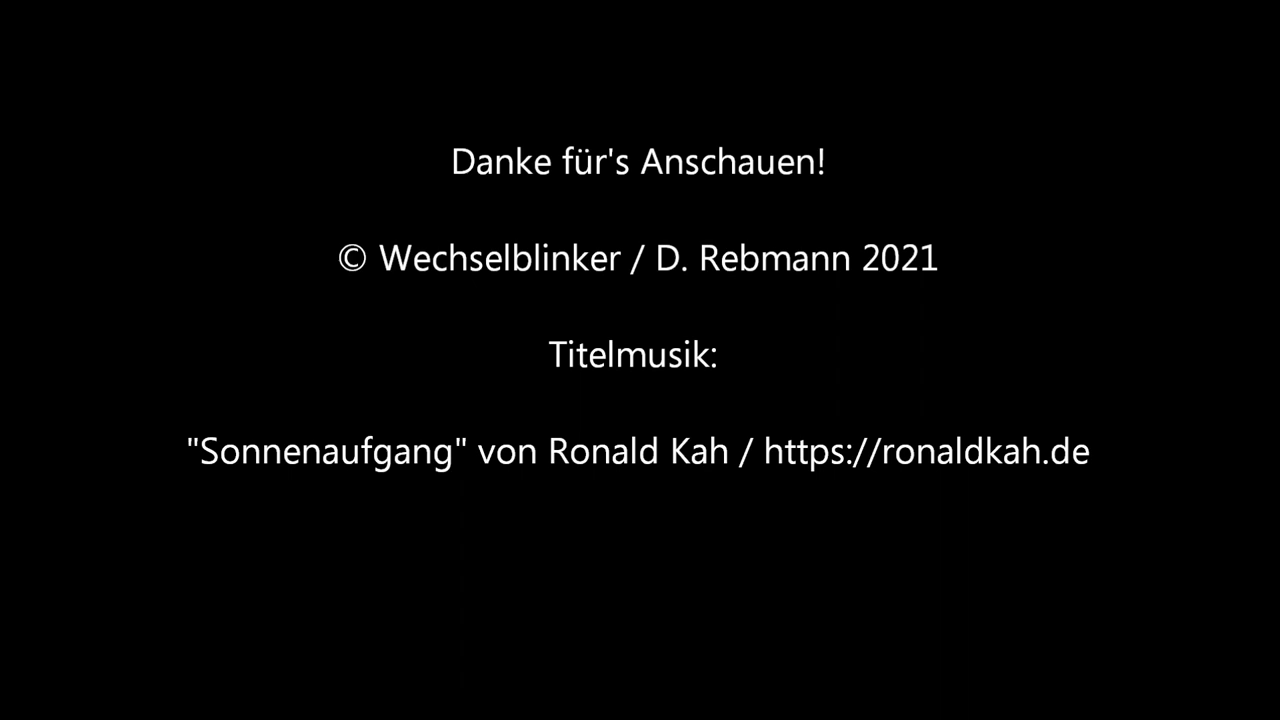 Danke für's Anschauen!
© Wechselblinker / D. Rebmann 2021
Titelmusik:
"Sonnenaufgang" von Ronald Kah / https://ronaldkah.de